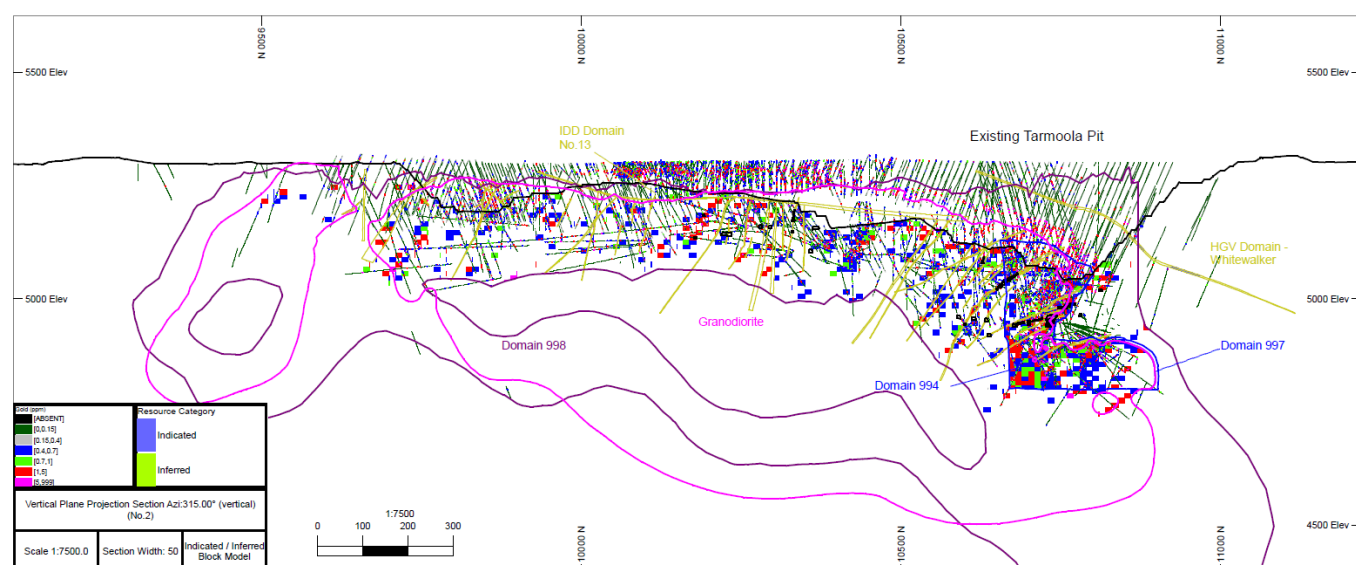 9500 N
10000 N
10500 N
11000 N
5500 Elev
5500 Elev
IDD Domain
No.13
Existing Tarmoola Pit
HGV Domain -
Whitewalker
5000 Elev
5000 Elev
Granodiorite
Domain 998
Domain 997
Domain 994
Gold (ppm)
[ABSENT]
[0,0.15]
[0.15,0.4]
[0.4,0.7]
[0.7,1]
[1,5]
[5,999]
Resource Category
Indicated
Inferred
Vertical Plane Projection Section Azi:315.00° (vertical)
(No.2)
Scale 1:7500.0
Section Width: 50
Indicated / Inferred
Block Model
1:7500
0 100 200 300
4500 Elev
10000 N
10500 N
11000 N